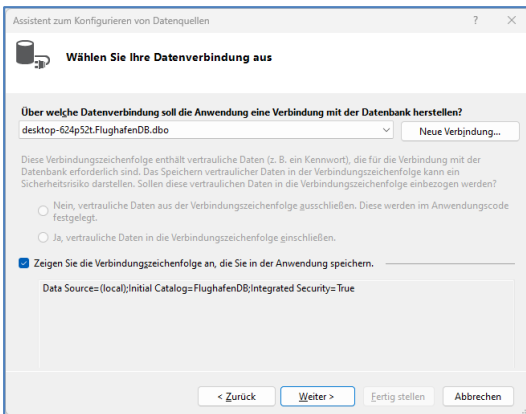 Assistent zum Konfigurieren von Datenquellen
?
Wählen Sie Ihre Datenverbindung aus
Über welche Datenverbindung soll die Anwendung eine Verbindung mit der Datenbank herstellen?
desktop-624p52t.FlughafenDB.dbo
Neue Verbindung...
Diese Verbindungszeichenfolge enthält vertrauliche Daten (z. B. ein Kennwort), die für die Verbindung mit der
Datenbank erforderlich sind. Das Speichern vertraulicher Daten in der Verbindungszeichenfolge kann ein
Sicherheitsrisiko darstellen. Sollen diese vertraulichen Daten in die Verbindungszeichenfolge einbezogen werden?
Nein, vertrauliche Daten aus der Verbindungszeichenfolge ausschließen. Diese werden im Anwendungscode
festgelegt.
Ja, vertrauliche Daten in die Verbindungszeichenfolge einschließen.
Zeigen Sie die Verbindungszeichenfolge an, die Sie in der Anwendung speichern.
Data Source=(local);Initial Catalog=FlughafenDB;Integrated Security=True
< Zurück
Weiter >
Fertig stellen
Abbrechen